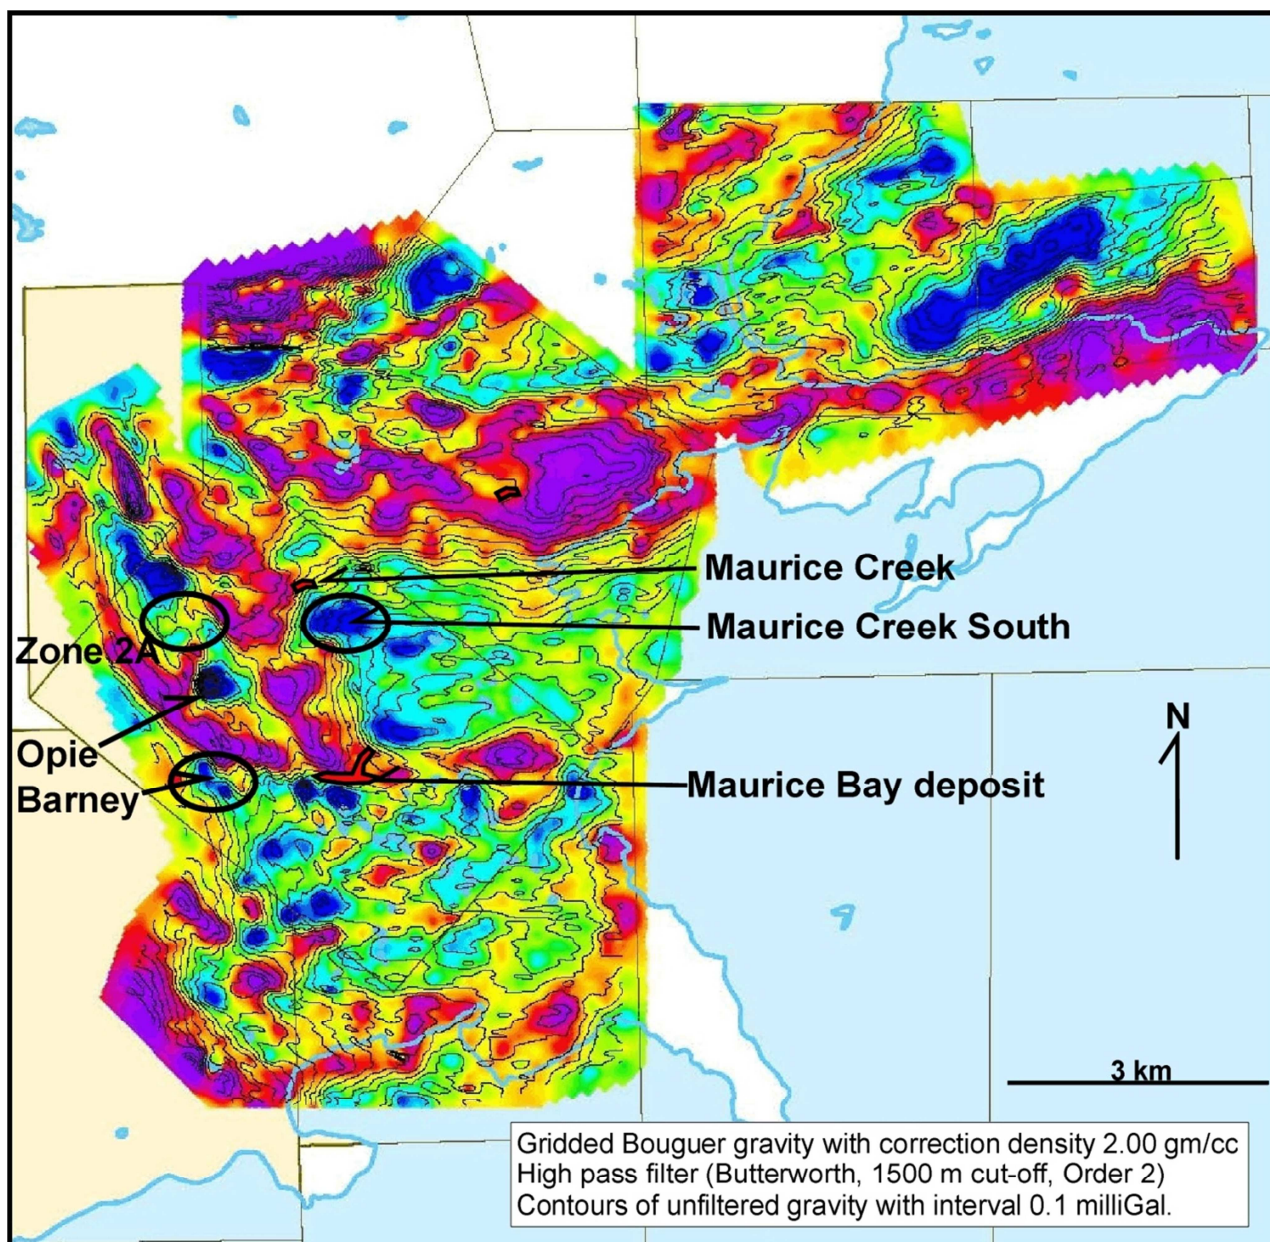 Maurice Creek
Maurice Creek South
Zone 2A
Opie
Barney
Maurice Bay deposit
N
3 km
Gridded Bouguer gravity with correction density 2.00 gm/cc
High pass filter (Butterworth, 1500 m cut-off, Order 2)
Contours of unfiltered gravity with interval 0.1 milliGal.